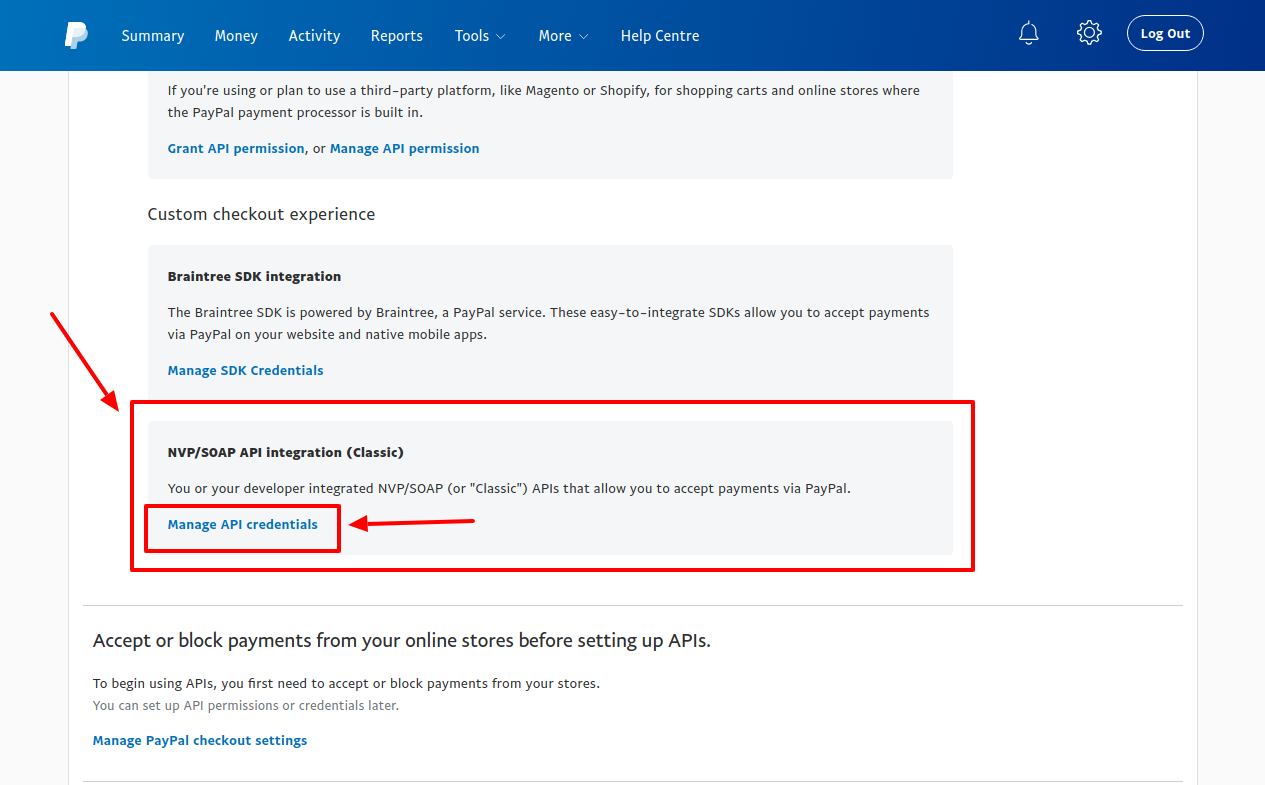 Summary Money Activity Reports Tools More Help Centre Log Out
If you're using or plan to use a third-party platform, like Magento or Shopify, for shopping carts and online stores where
the PayPal payment processor is built in.
Grant API permission, or Manage API permission
Custom checkout experience
Braintree SDK integration
The Braintree SDK is powered by Braintree, a PayPal service. These easy-to-integrate SDKs allow you to accept payments
via PayPal on your website and native mobile apps.
Manage SDK Credentials
NVP/SOAP API integration (Classic)
You or your developer integrated NVP/SOAP (or "Classic") APIs that allow you to accept payments via PayPal.
Manage API credentials
Accept or block payments from your online stores before setting up APIs.
To begin using APIs, you first need to accept or block payments from your stores.
You can set up API permissions or credentials later.
Manage PayPal checkout settings